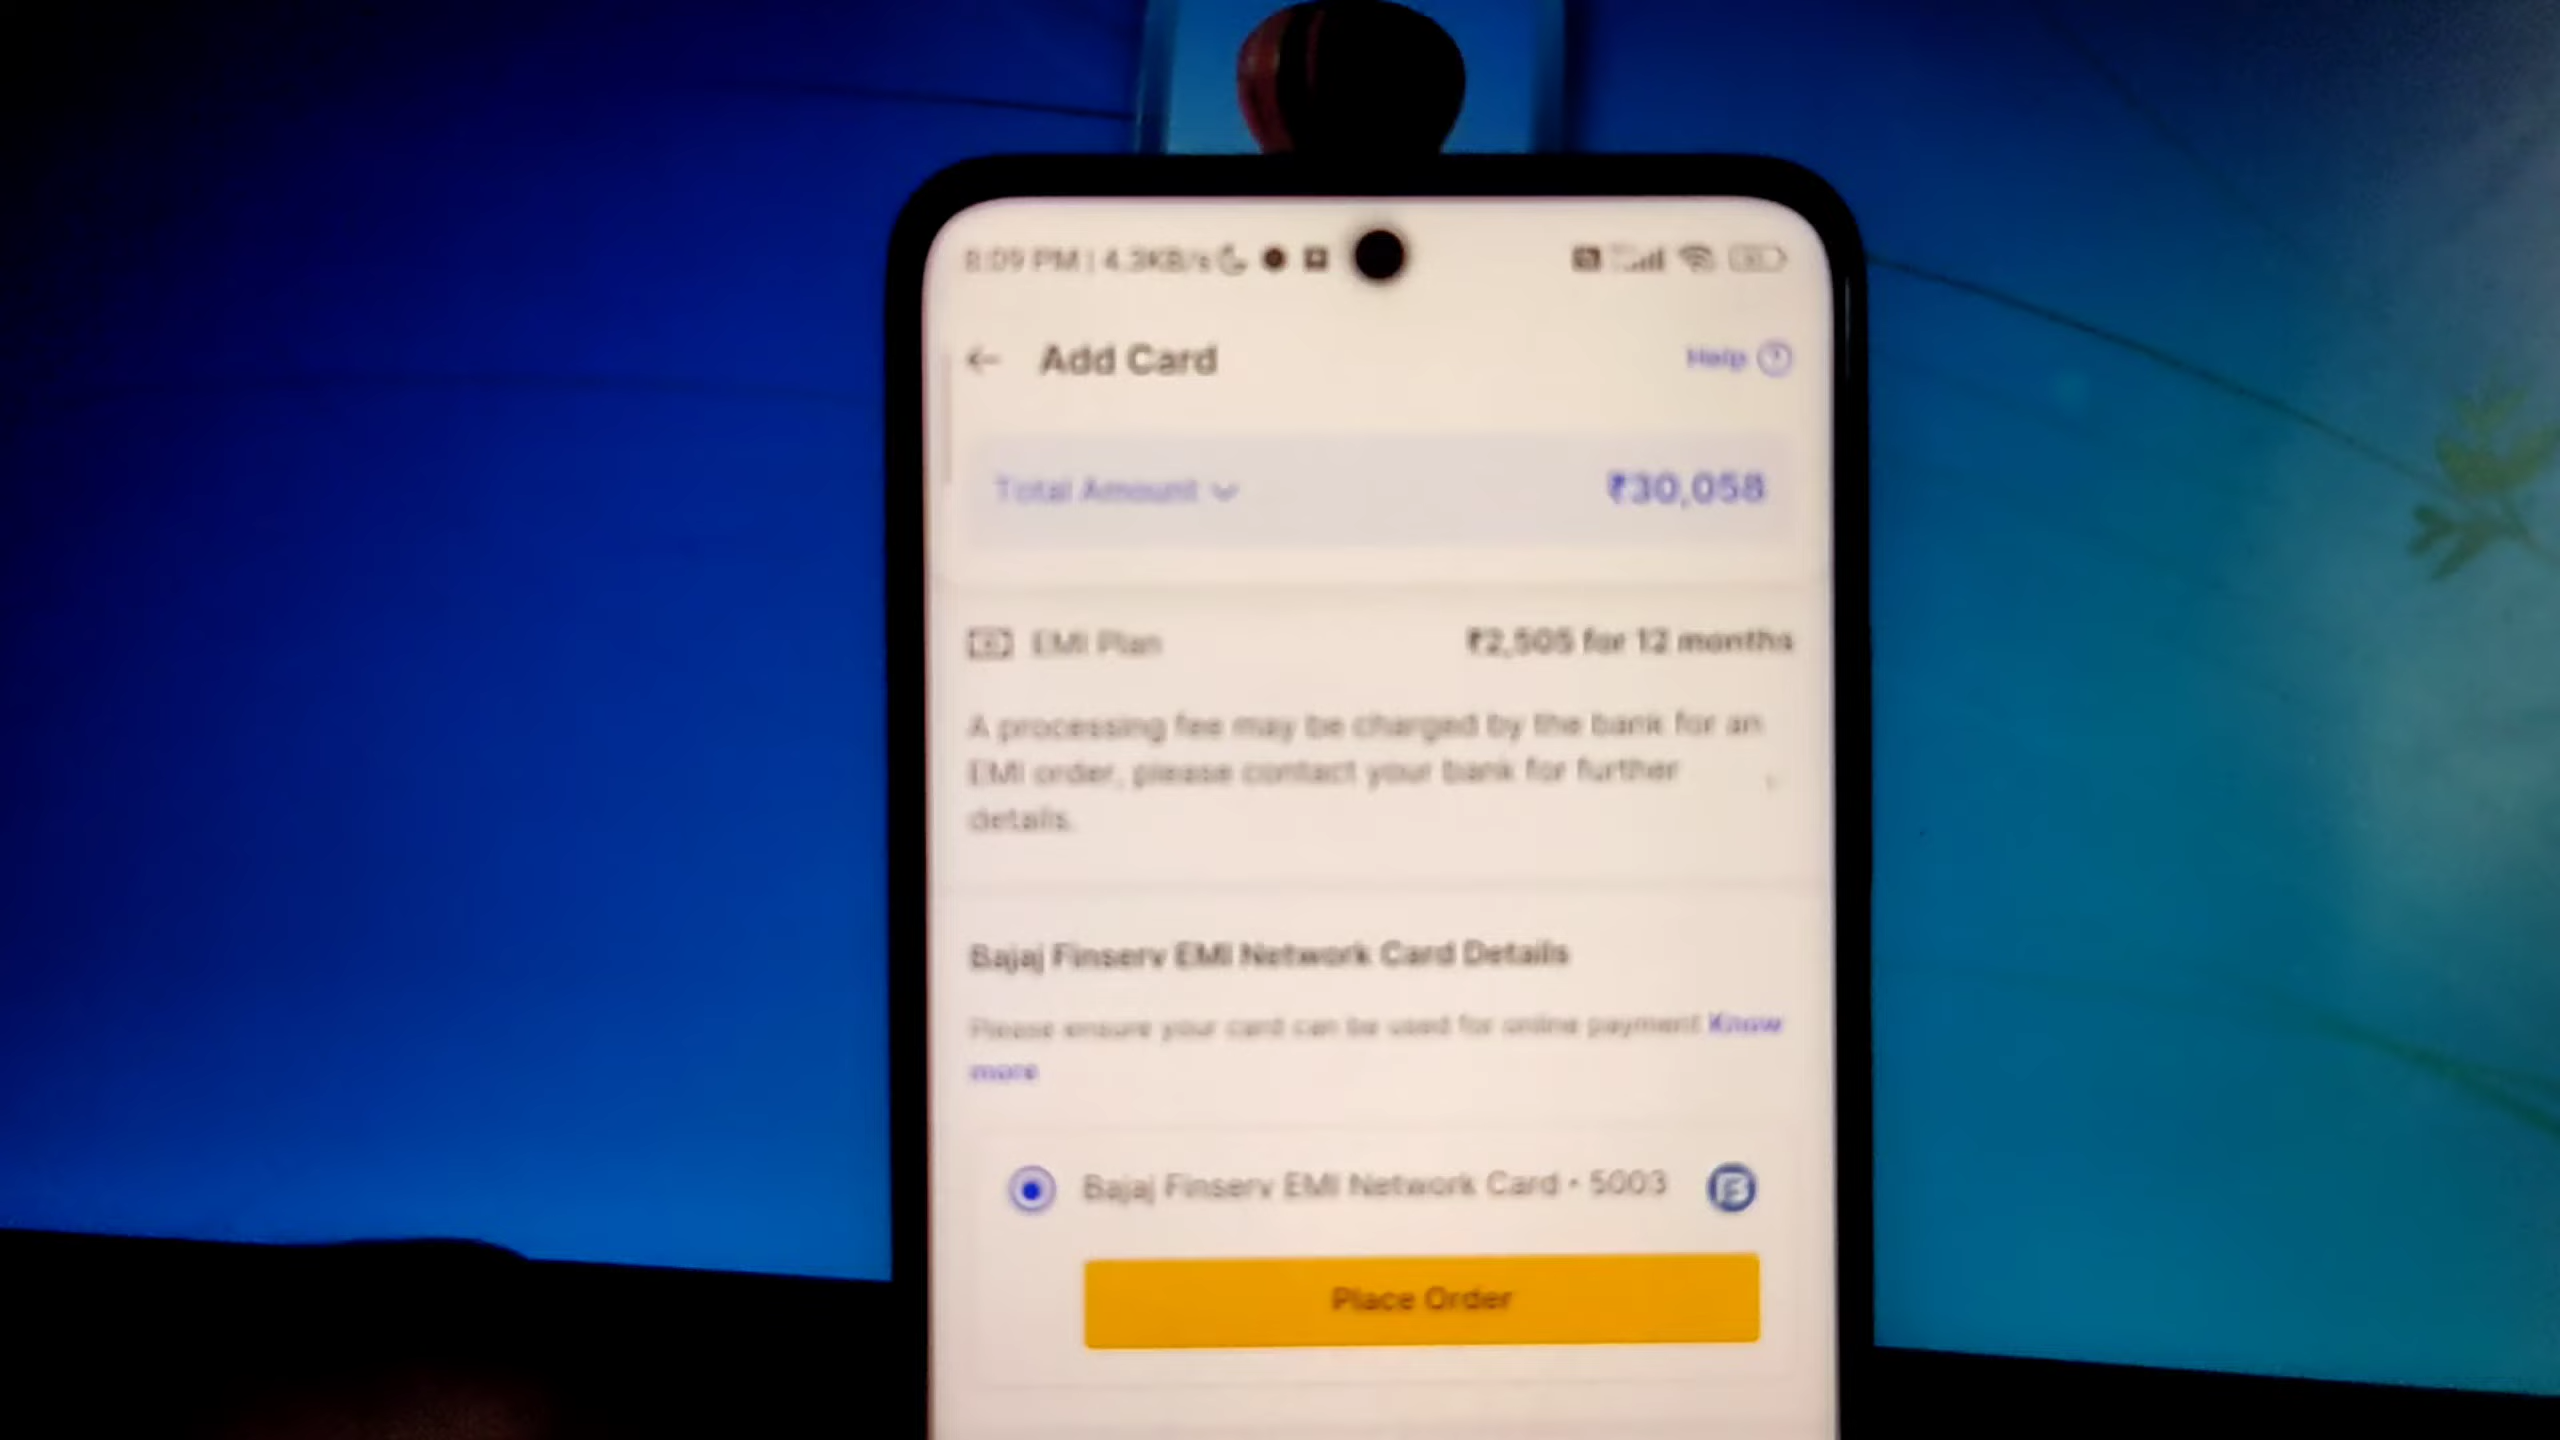 8:09 PM | 4.3KB/s
Add Card
Help
Total Amount
₹30,058
EMI Plan
₹2,505 for 12 months
A processing fee may be charged by the bank for an
EMI order, please contact your bank for further
details.
Bajaj Finserv EMI Network Card Details
Please ensure your card can be used for online payment Know
more
Bajaj Finserv EMI Network Card • 5003
Place Order